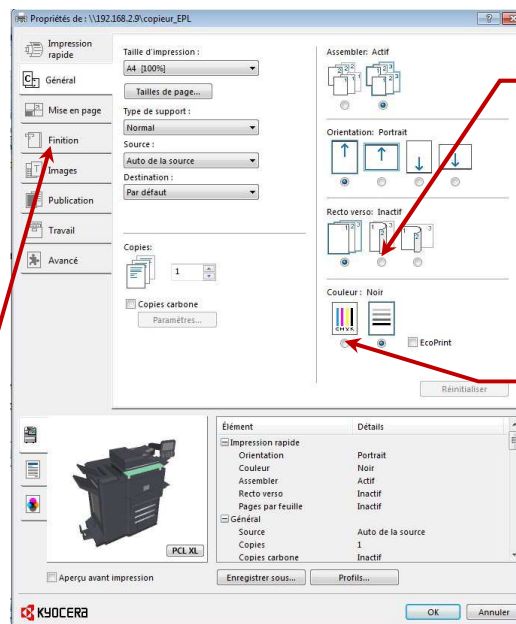 Propriétés de : \\192.168.2.9\copieur_EPL
Impression
rapide
Général
Mise en page
Finition
Images
Publication
Travail
Avancé
Taille d'impression :
A4 [100%]
Tailles de page...
Type de support :
Normal
Source :
Auto de la source
Destination :
Par défaut
Copies:
1
Copies carbone
Paramètres...
Assembler: Actif
Orientation: Portrait
Recto verso: Inactif
Couleur : Noir
CMYK
EcoPrint
Réinitialiser
PCL XL
Aperçu avant impression
Élément Détails
Impression rapide
Orientation Portrait
Couleur Noir
Assembler Actif
Recto verso Inactif
Pages par feuille Inactif
Général
Source Auto de la source
Copies 1
Copies carbone Inactif
Enregistrer sous... Profils...
KYOCERA
OK Annuler